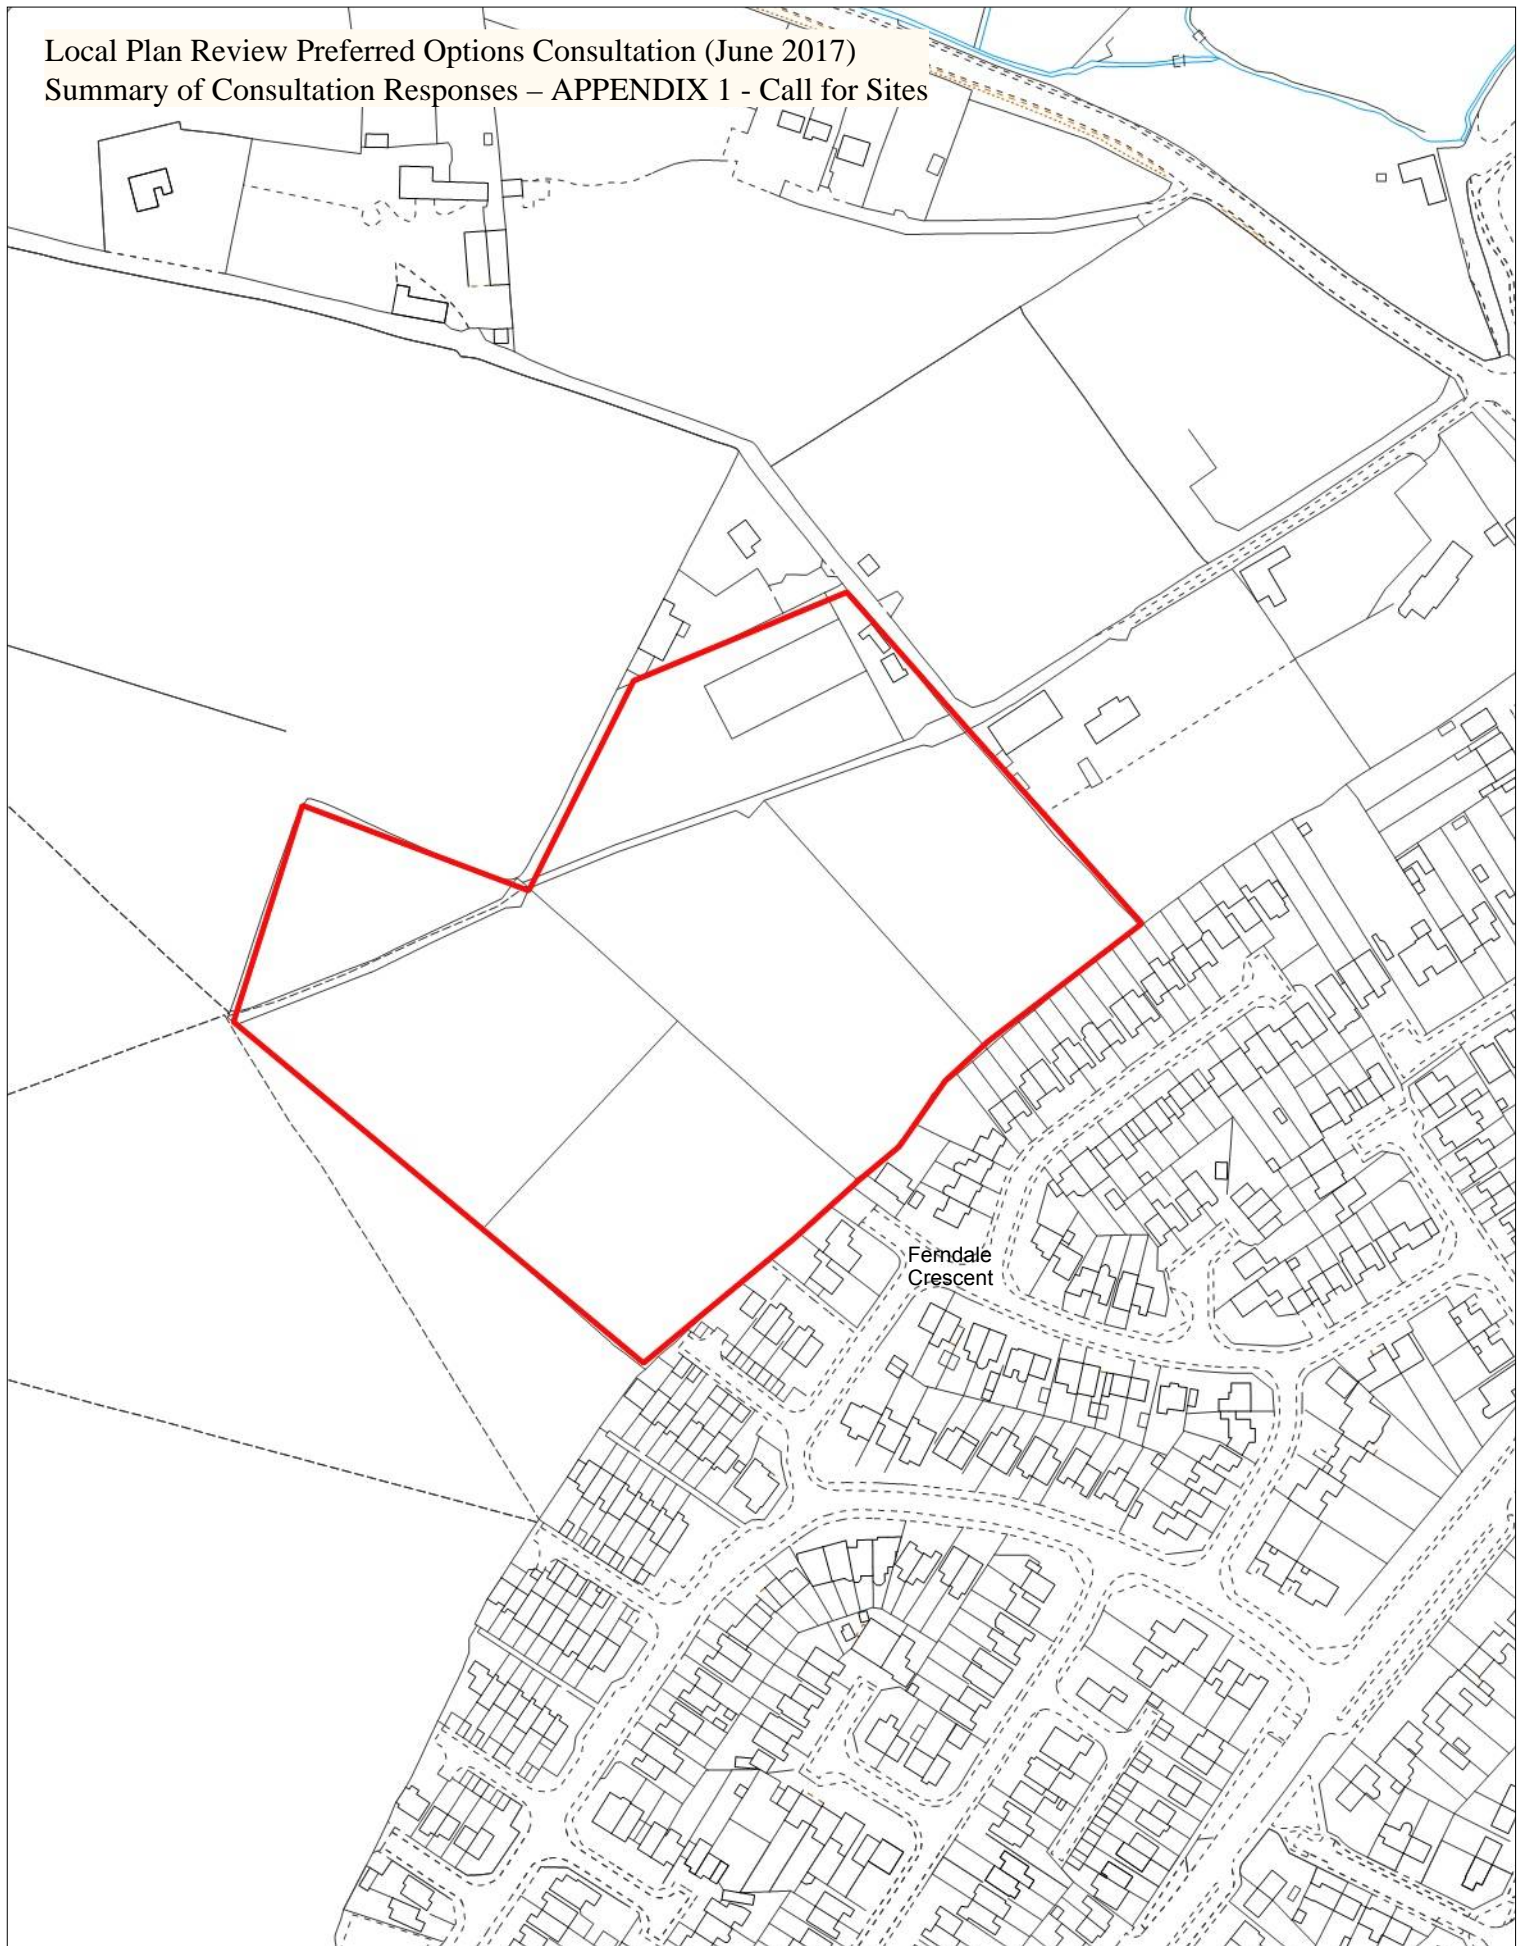 Local Plan Review Preferred Options Consultation (June 2017)
Summary of Consultation Responses – APPENDIX 1 - Call for Sites
Ferndale
Crescent